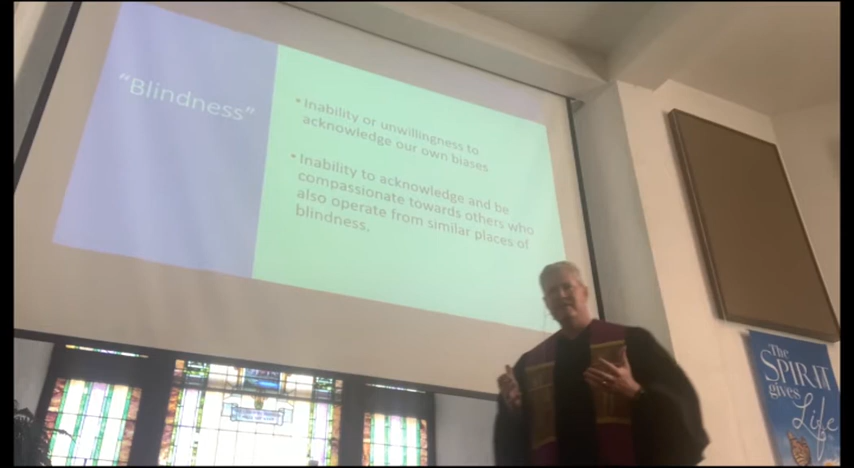 "Blindness"
• Inability or unwillingness to
acknowledge our own biases
• Inability to acknowledge and be
compassionate towards others who
also operate from similar places of
blindness.
The
SPIRIT
gives
Life